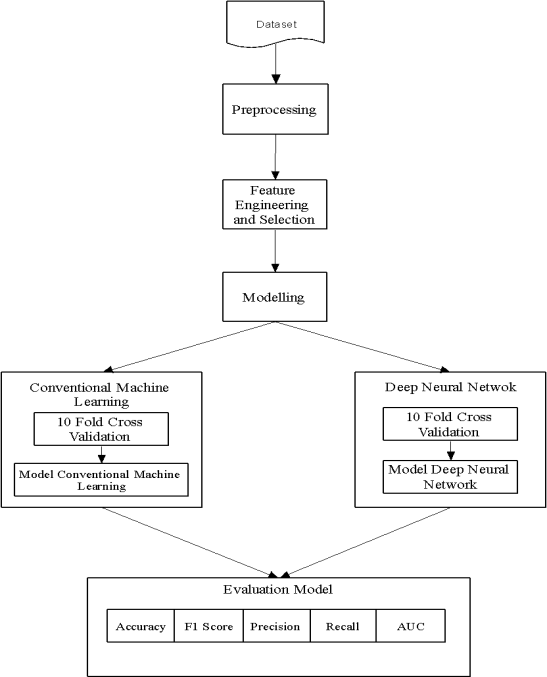 Dataset
Preprocessing
Feature
Engineering
and Selection
Modelling
Conventional Machine
Learning
10 Fold Cross
Validation
Model Conventional Machine
Learning
Deep Neural Netwok
10 Fold Cross
Validation
Model Deep Neural
Network
Evaluation Model
Accuracy
F1 Score
Precision
Recall
AUC